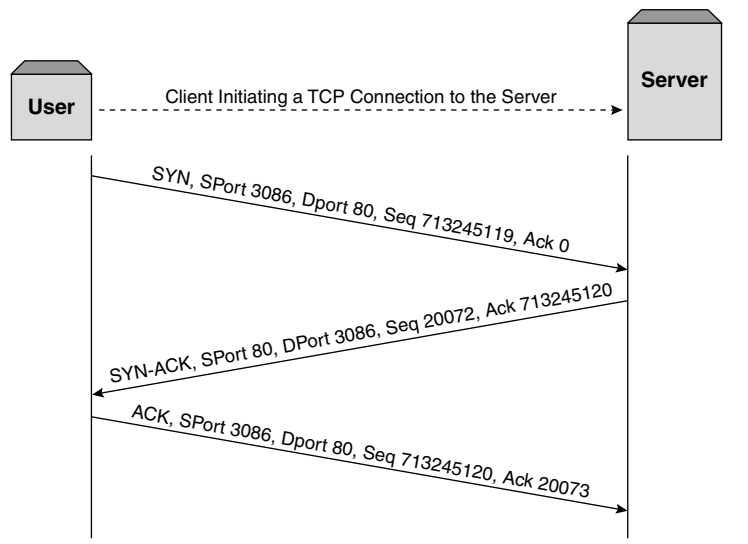 User
Client Initiating a TCP Connection to the Server
Server
SYN, SPort 3086, Dport 80, Seq 713245119, Ack 0
SYN-ACK, SPort 80, DPort 3086, Seq 20072, Ack 713245120
ACK, SPort 3086, Dport 80, Seq 713245120, Ack 20073